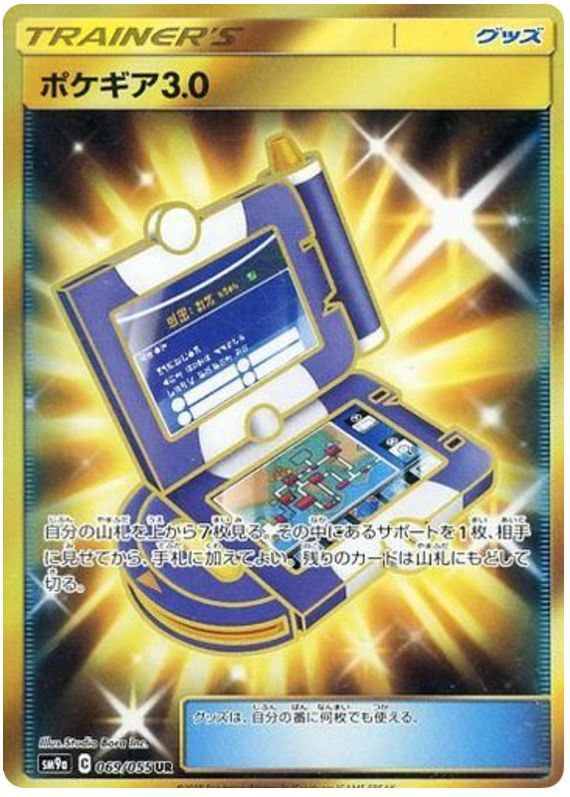 TRAINER'S
グッズ
ポケギア3.0
自分の山札を上から7枚見る。その中にあるサポートを1枚、相手
に見せてから、手札に加えてよい。残りのカードは山札にもどして
切る。
グッズは、自分の番に何枚でも使える。
Illus. Studio Bora Inc.
SM9a C 069/055 UR